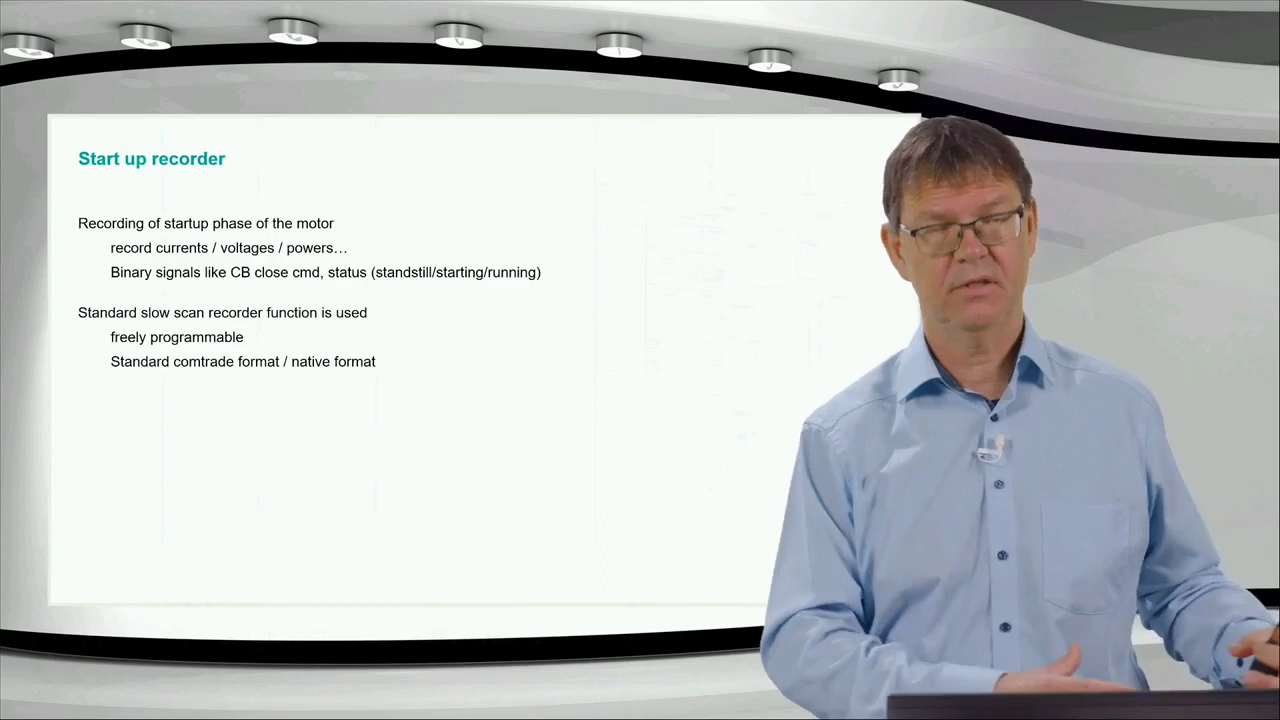 Start up recorder
Recording of startup phase of the motor
record currents / voltages / powers…
Binary signals like CB close cmd, status (standstill/starting/running)
Standard slow scan recorder function is used
freely programmable
Standard comtrade format / native format